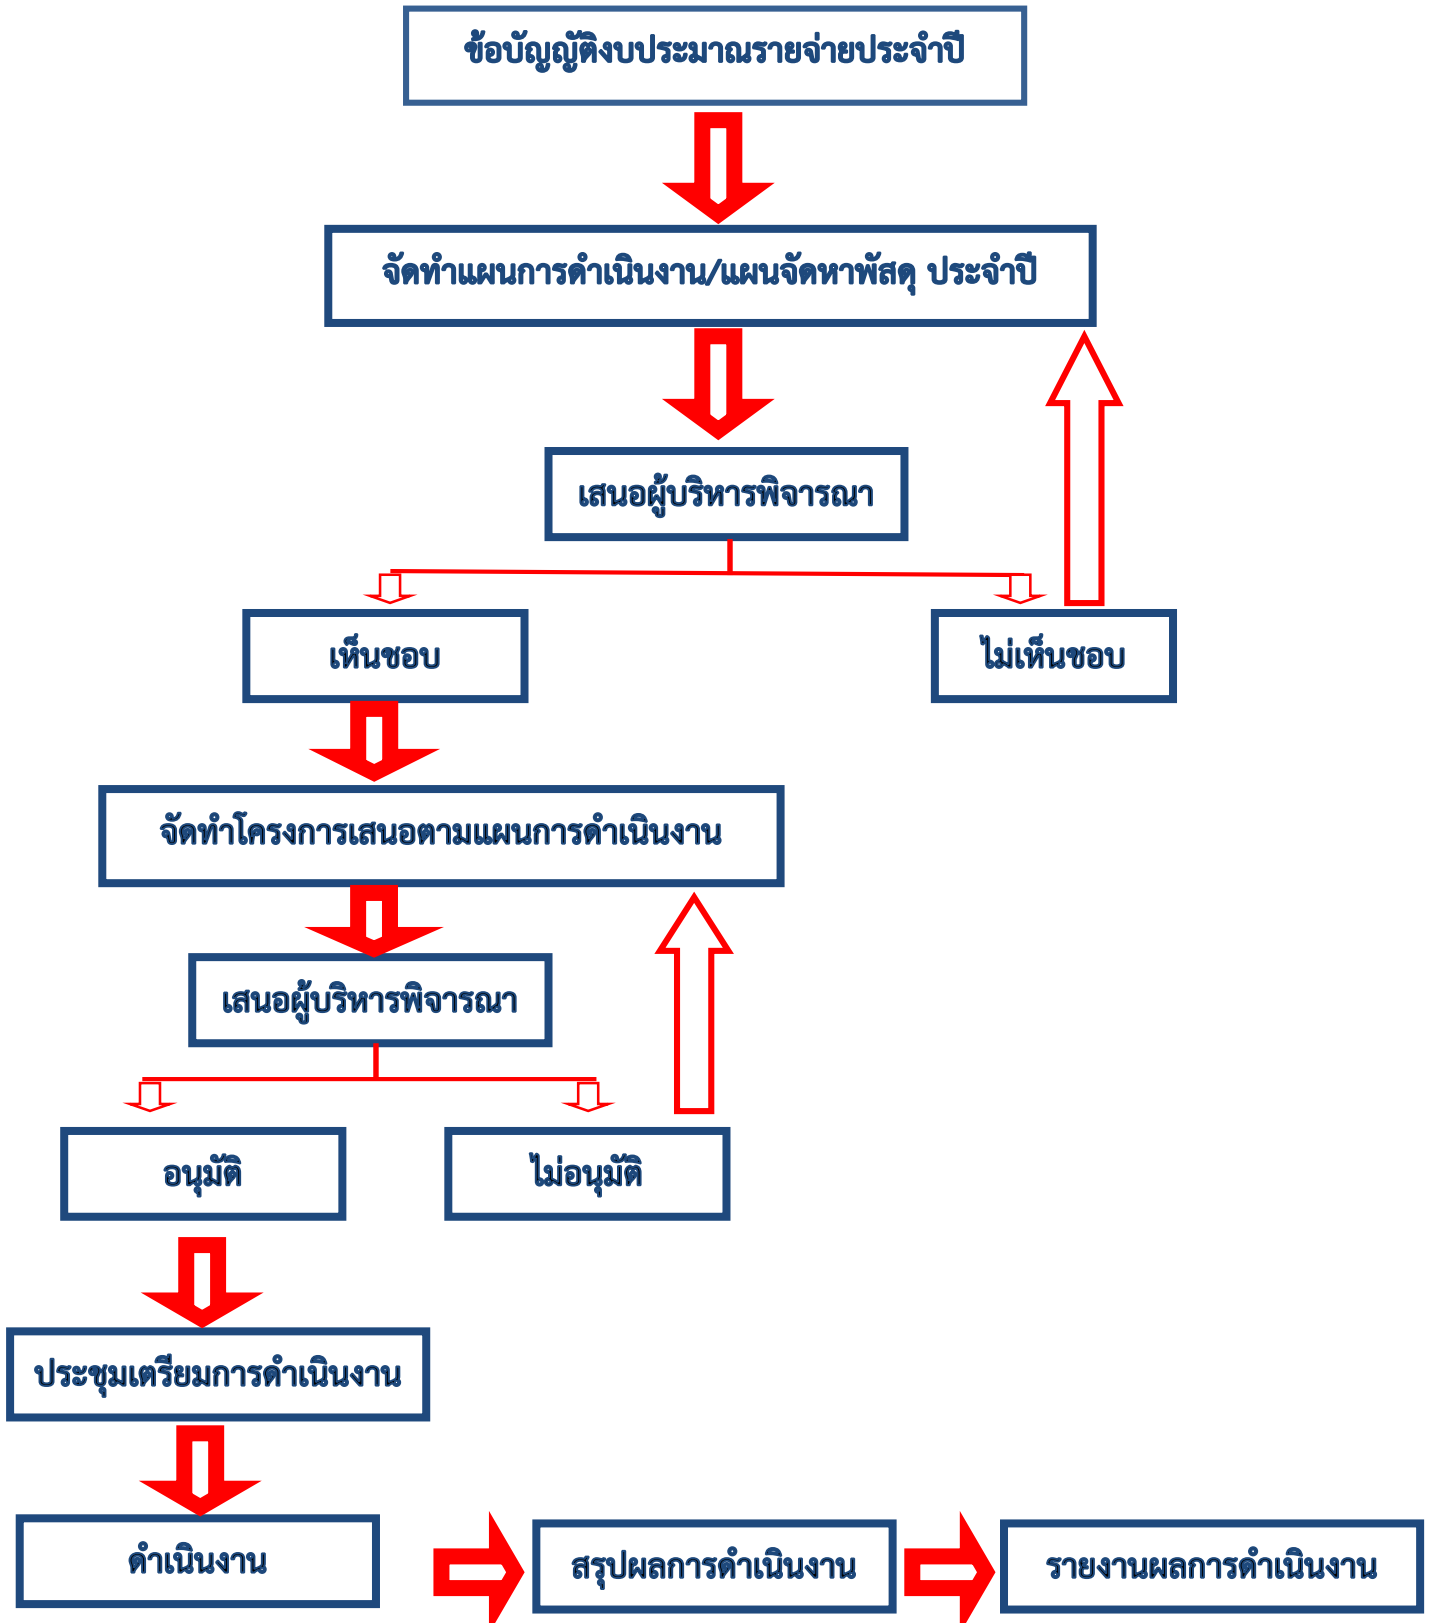 ข้อบัญญัติงบประมาณรายจ่ายประจำปี
จัดทำแผนการดำเนินงาน/แผนจัดหาพัสดุ ประจำปี
เสนอผู้บริหารพิจารณา
เห็นชอบ
ไม่เห็นชอบ
จัดทำโครงการเสนอตามแผนการดำเนินงาน
เสนอผู้บริหารพิจารณา
อนุมัติ
ไม่อนุมัติ
ประชุมเตรียมการดำเนินงาน
ดำเนินงาน
สรุปผลการดำเนินงาน
รายงานผลการดำเนินงาน